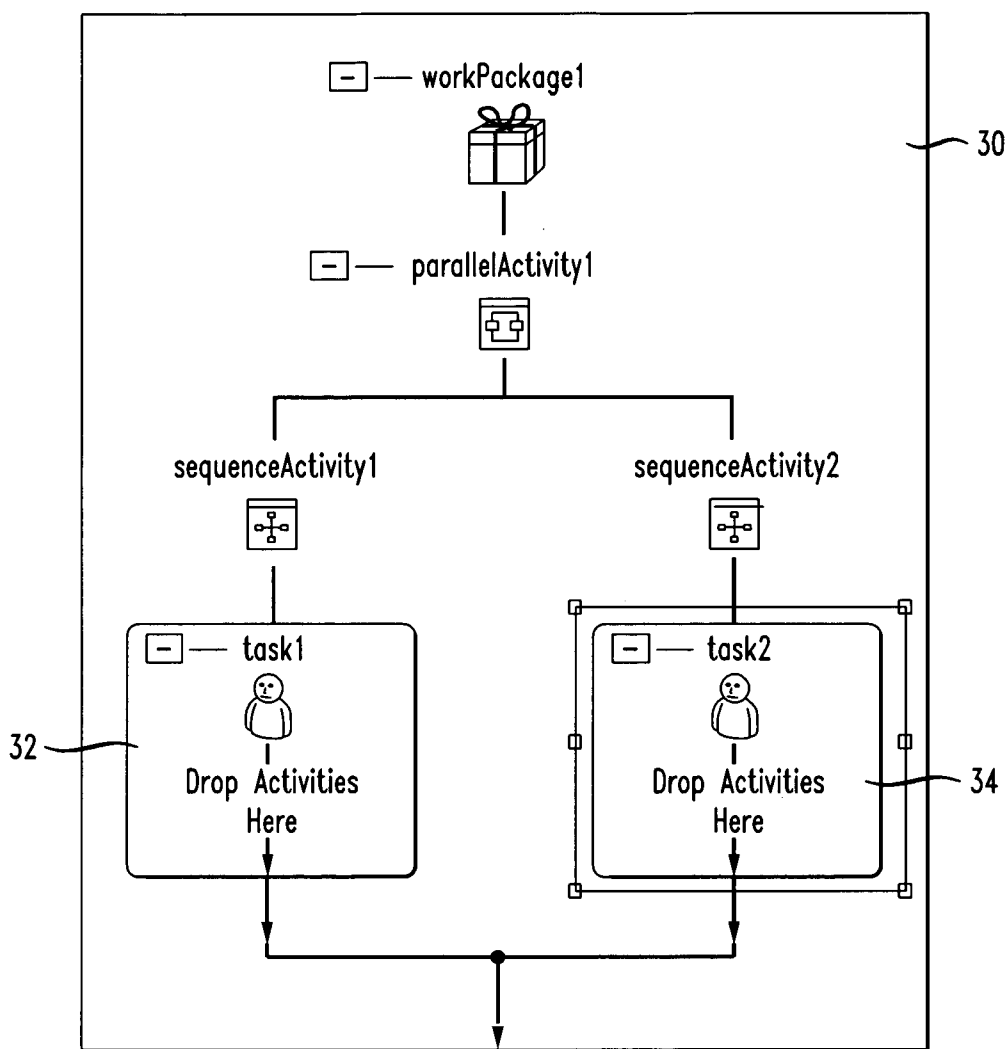 workPackage1
30
parallelActivity1
sequenceActivity1 sequenceActivity2
task1 task2
32
Drop Activities Drop Activities
34
Here Here